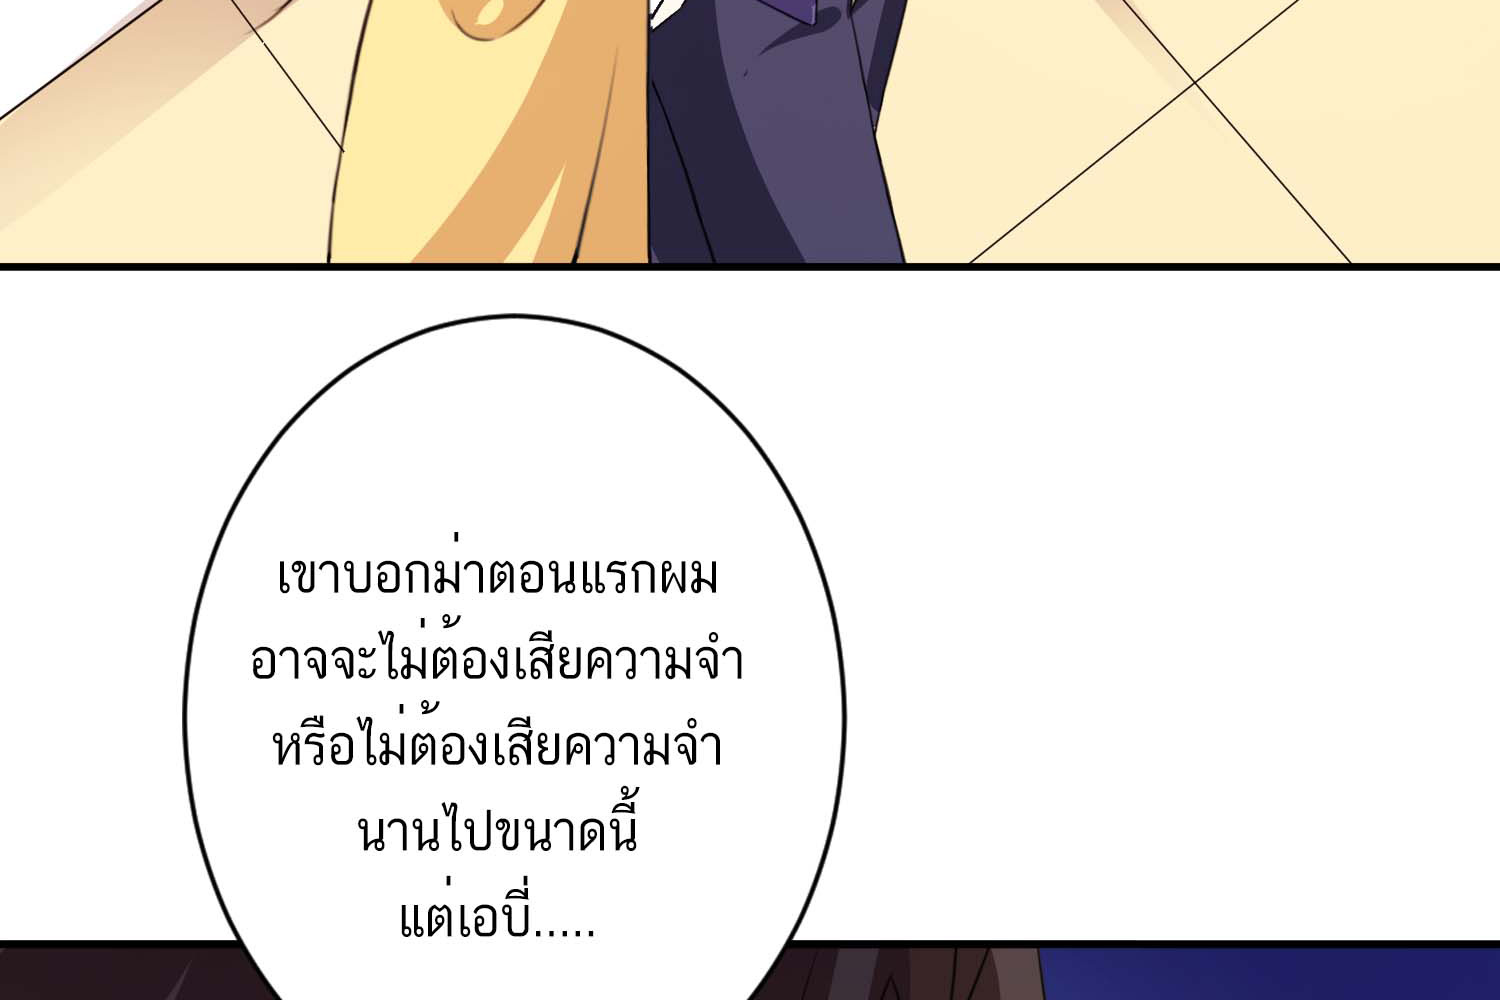 เขาบอกม่าตอนแรกผม
อาจจะไม่ต้องเสียความจำ
หรือไม่ต้องเสียความจำ
นานไปขนาดนี้
แต่เอบี่.....